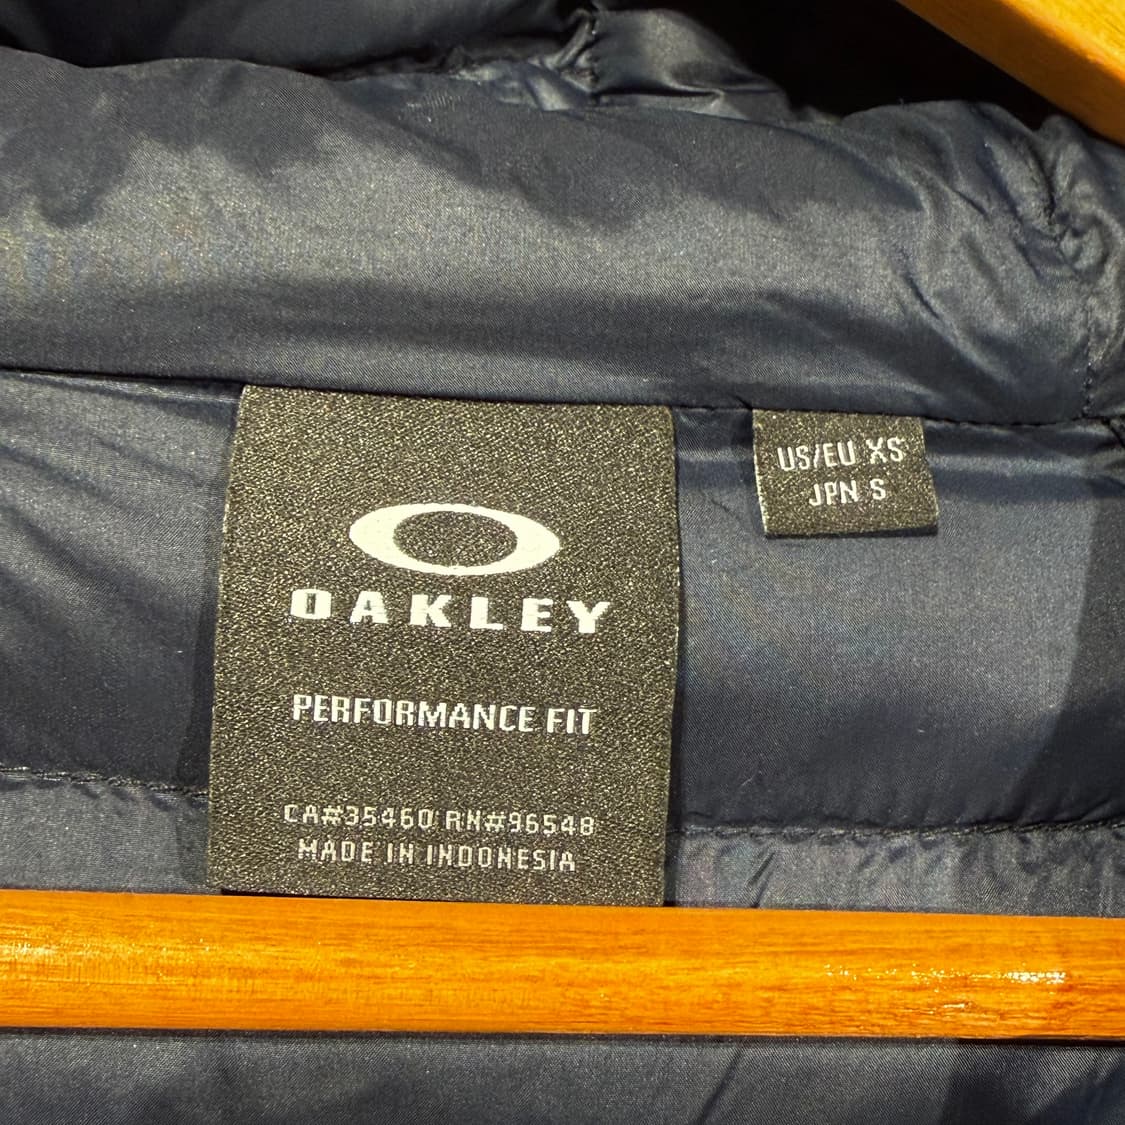 OAKLEY
PERFORMANCE FIT
CA#35460 RN#96548
MADE IN INDONESIA
US/EU XS
JPN S